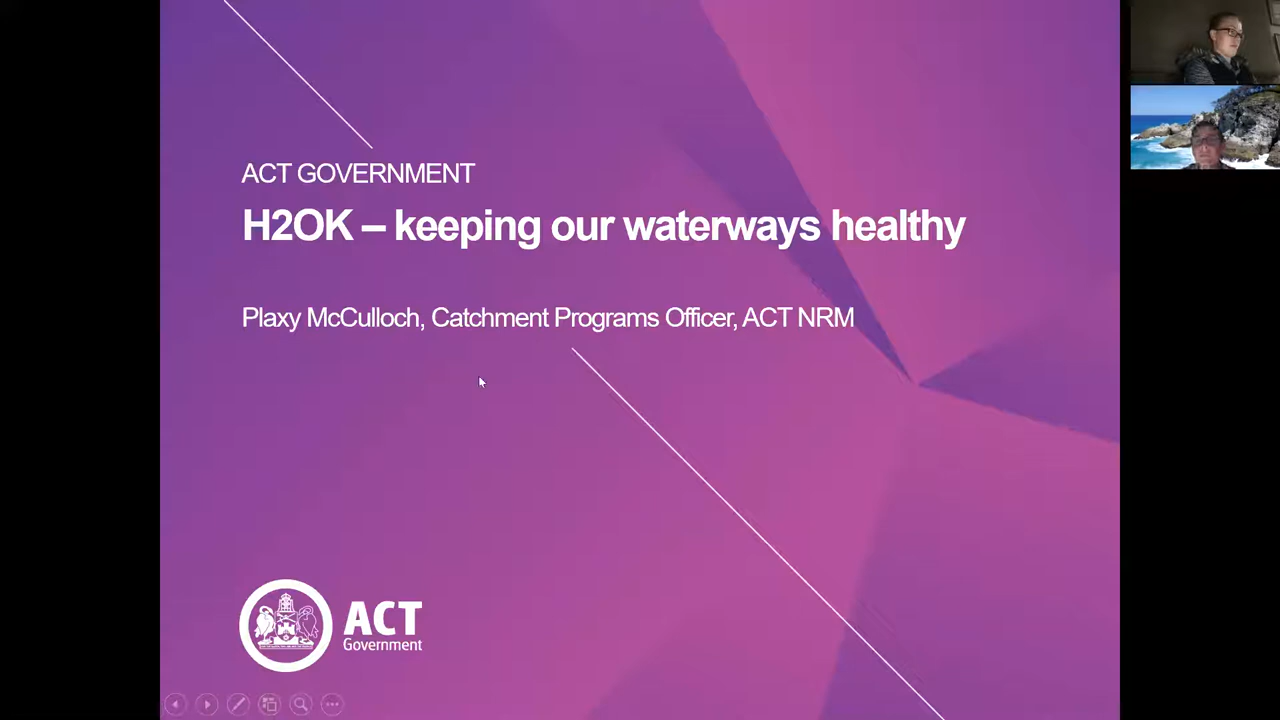 ACT GOVERNMENT
H2OK – keeping our waterways healthy
Plaxy McCulloch, Catchment Programs Officer, ACT NRM
ACT
Government